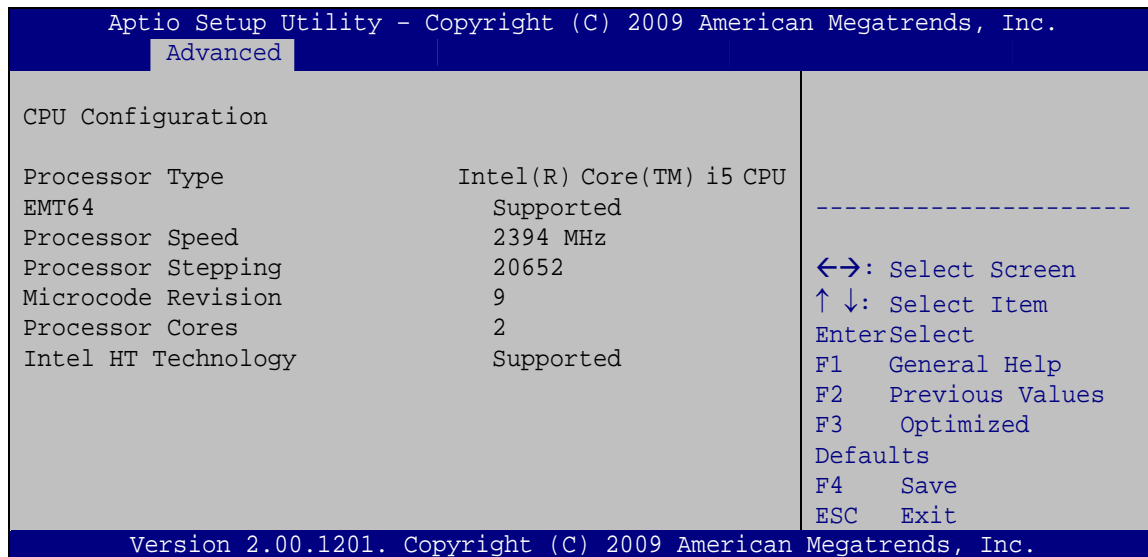 Aptio Setup Utility – Copyright (C) 2009 American Megatrends, Inc.
Advanced
CPU Configuration
Processor Type Intel(R) Core(TM) i5 CPU
EMT64 Supported
Processor Speed 2394 MHz
Processor Stepping 20652
Microcode Revision 9
Processor Cores 2
Intel HT Technology Supported
----------------------
←→: Select Screen
↑ ↓: Select Item
EnterSelect
F1 General Help
F2 Previous Values
F3 Optimized
Defaults
F4 Save
ESC Exit
Version 2.00.1201. Copyright (C) 2009 American Megatrends, Inc.